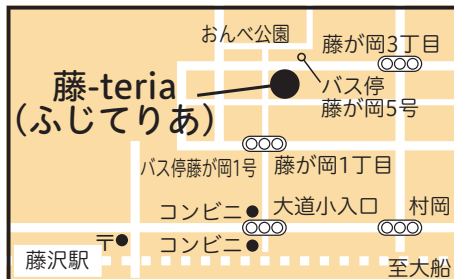 おんべ公園
藤が岡3丁目
藤-teria
(ふじてりあ)
バス停
藤が岡5号
バス停藤が岡1号
藤が岡1丁目
コンビニ
大道小入口
村岡
〒
コンビニ
藤沢駅
至大船